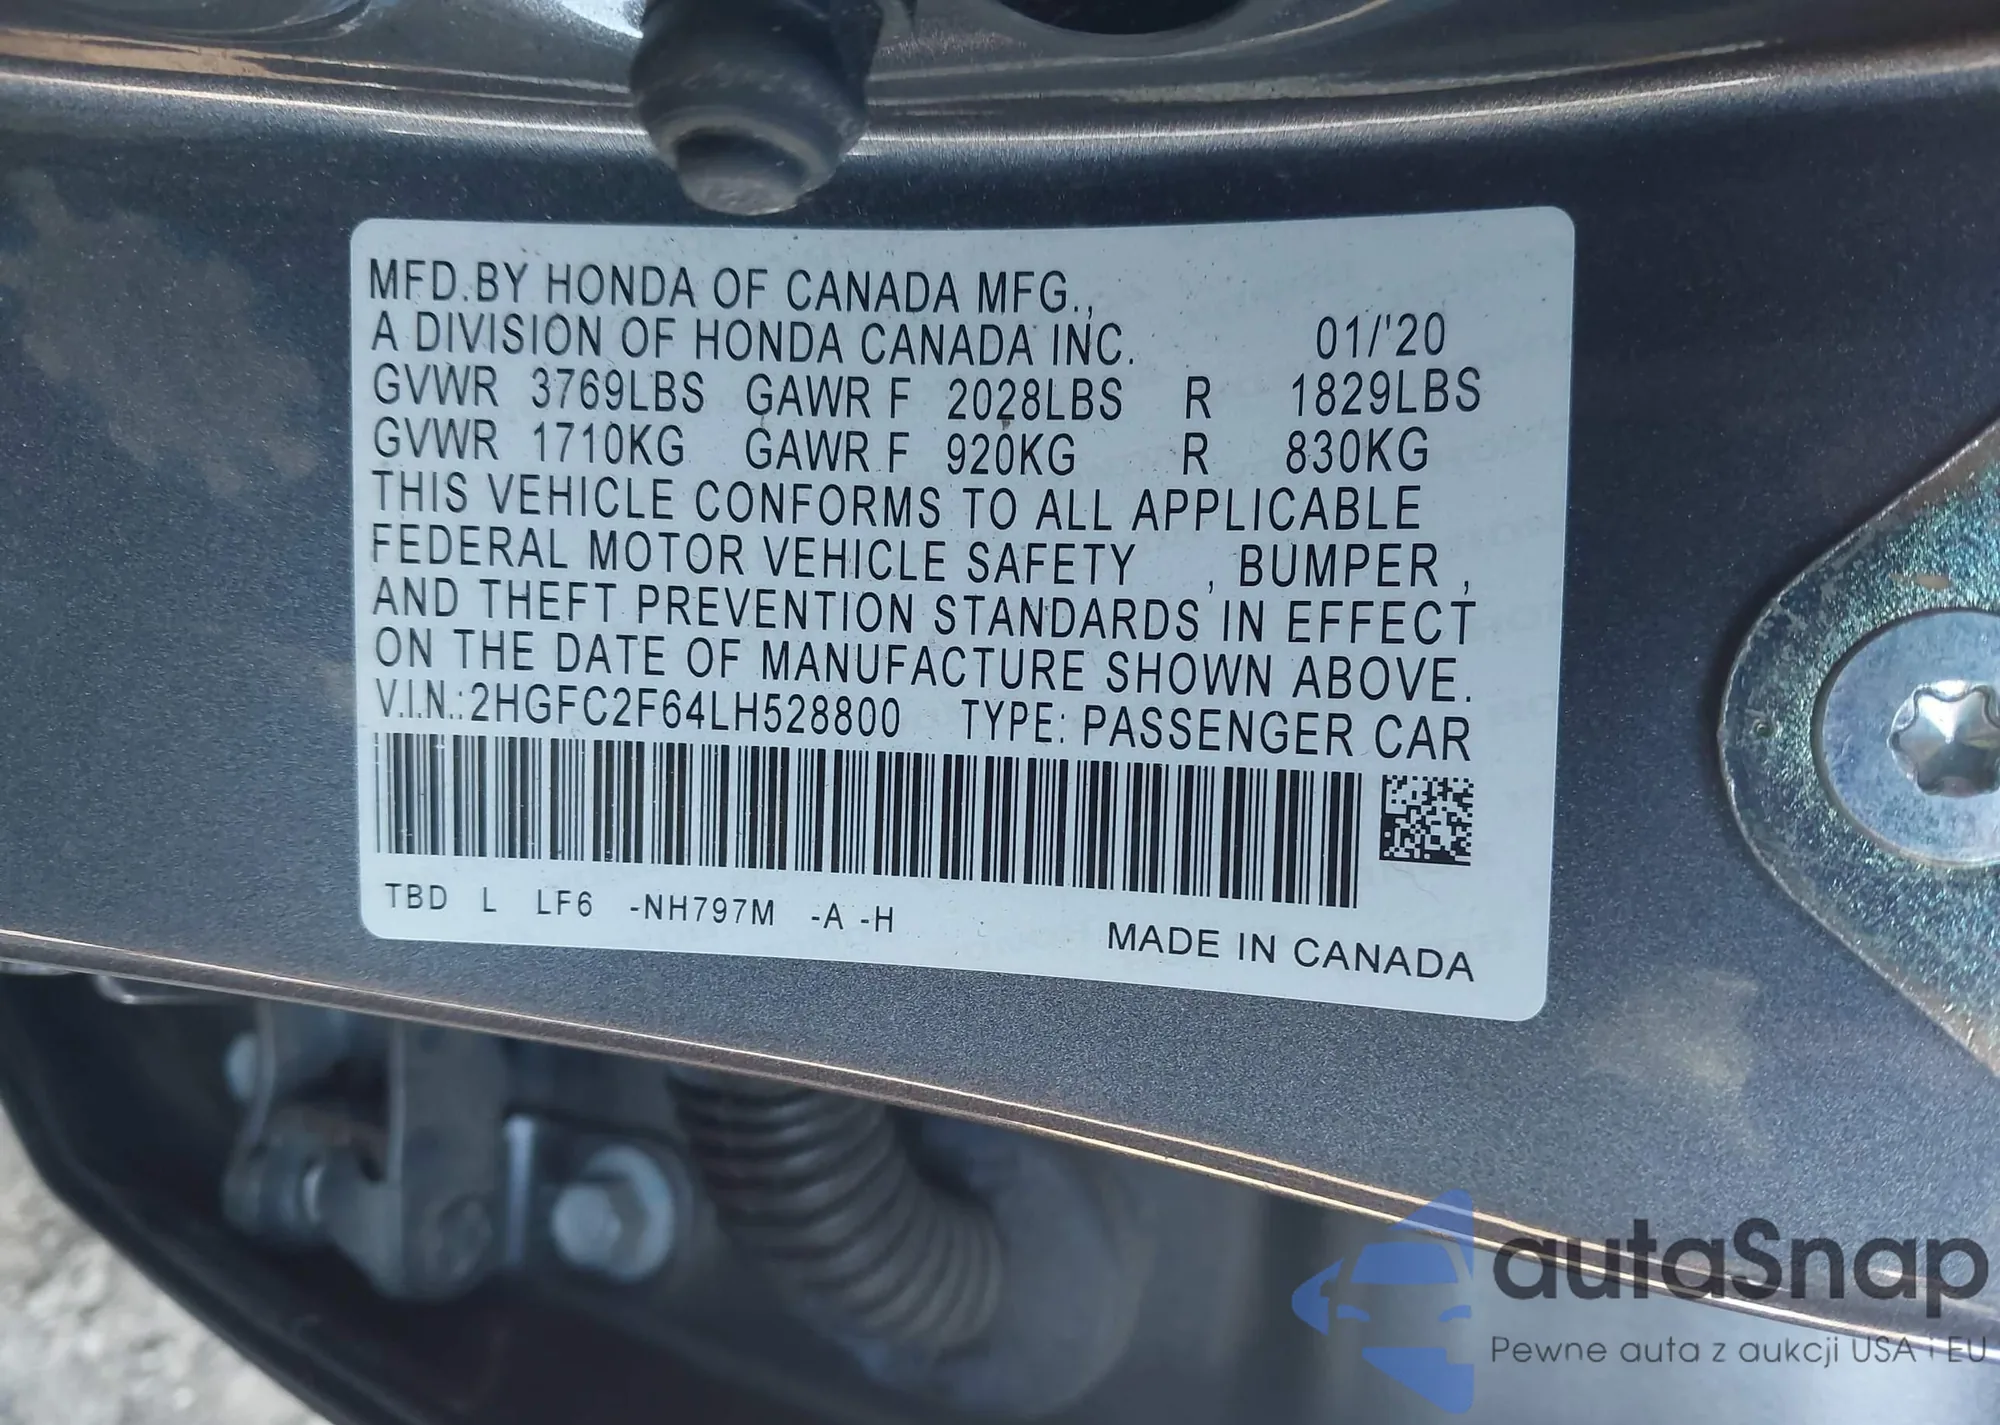 MFD.BY HONDA OF CANADA MFG.,
A DIVISION OF HONDA CANADA INC. 01/'20
GVWR 3769LBS GAWR F 2028LBS R 1829LBS
GVWR 1710KG GAWR F 920KG R 830KG
THIS VEHICLE CONFORMS TO ALL APPLICABLE
FEDERAL MOTOR VEHICLE SAFETY , BUMPER ,
AND THEFT PREVENTION STANDARDS IN EFFECT
ON THE DATE OF MANUFACTURE SHOWN ABOVE.
V.I.N.:2HGFC2F64LH528800 TYPE: PASSENGER CAR
TBD L LF6 -NH797M -A -H
MADE IN CANADA
autaSnap
Pewne auta z aukcji USA i EU